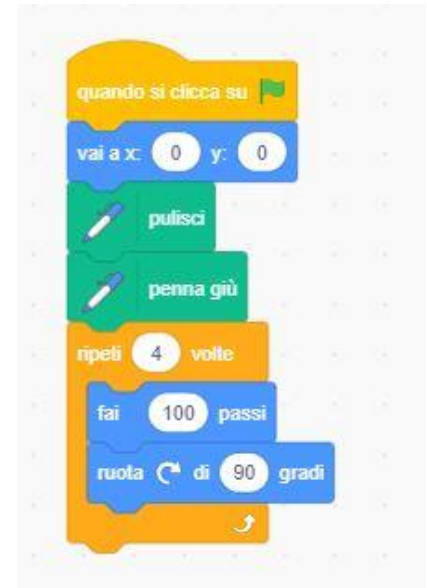 quando si clicca su
vai a x: 0 y: 0
pulisci
penna giù
ripeti 4 volte
fai 100 passi
ruota di 90 gradi